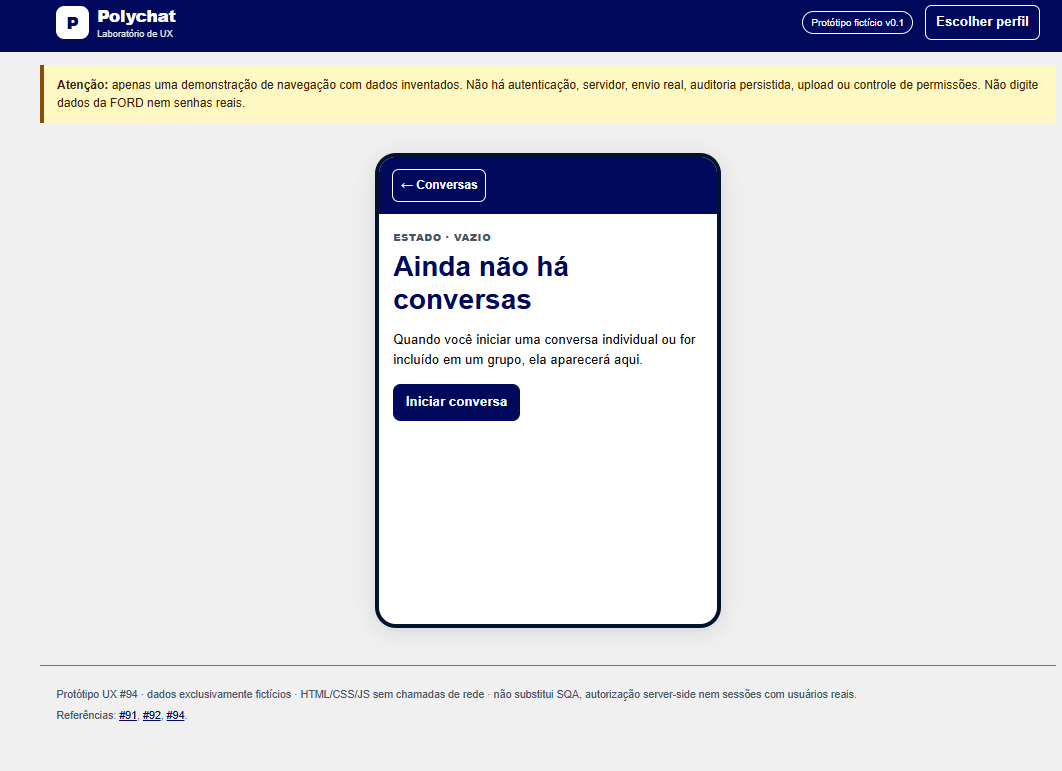 P
Polychat
Laboratório de UX
Protótipo fictício v0.1
Escolher perfil
Atenção: apenas uma demonstração de navegação com dados inventados. Não há autenticação, servidor, envio real, auditoria persistida, upload ou controle de permissões. Não digite
dados da FORD nem senhas reais.
← Conversas
ESTADO · VAZIO
Ainda não há
conversas
Quando você iniciar uma conversa individual ou for
incluído em um grupo, ela aparecerá aqui.
Iniciar conversa
Protótipo UX #94 · dados exclusivamente fictícios · HTML/CSS/JS sem chamadas de rede · não substitui SQA, autorização server-side nem sessões com usuários reais.
Referências: #91, #92, #94.